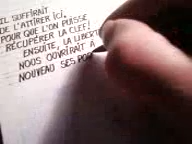 IL SUFFIRAIT
DE L'ATTIRER ICI,
POUR QUE L'ON PUISSE
RÉCUPÉRER LA CLEF!
ENSUITE, LA LIBERTÉ
NOUS OUVRIRAIT À
NOUVEAU SES POR